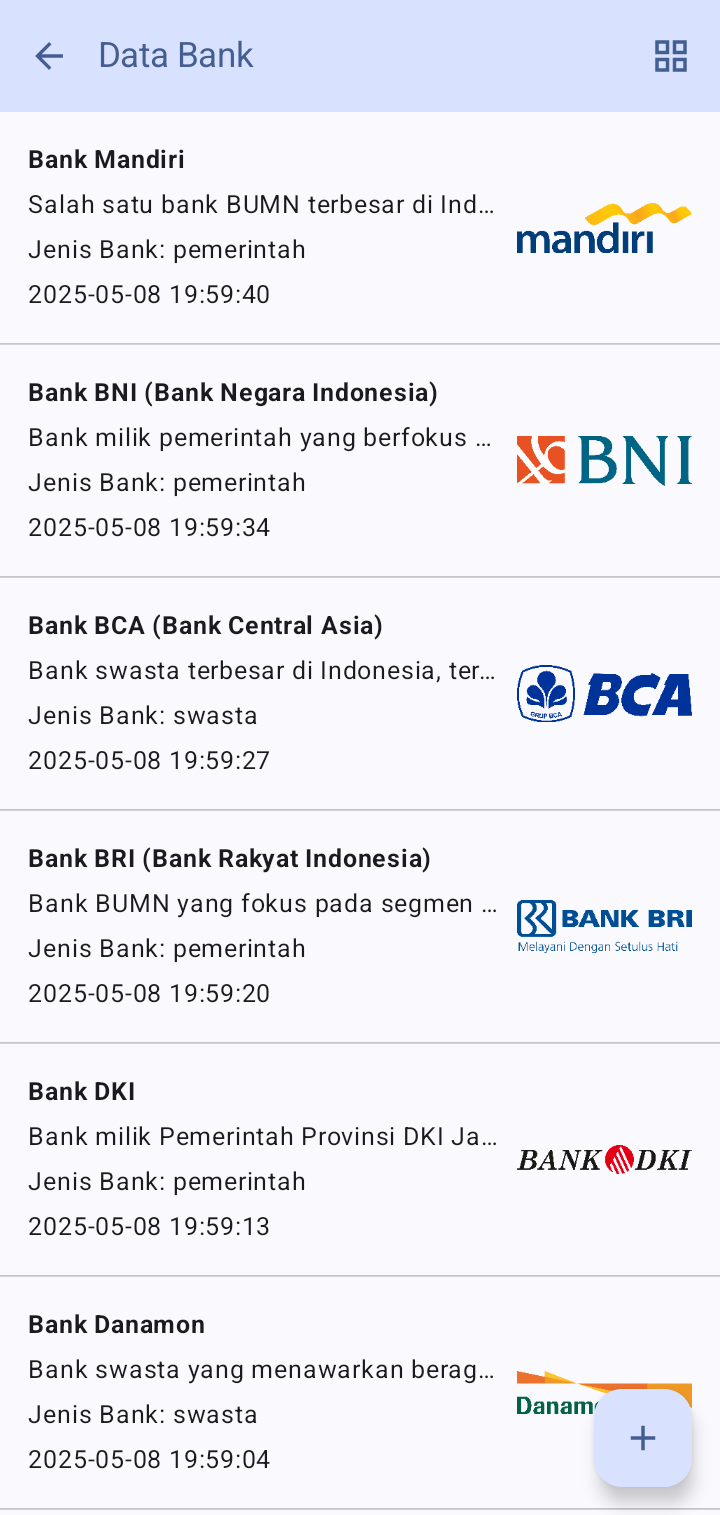 Data Bank
Bank Mandiri
Salah satu bank BUMN terbesar di Ind...
Jenis Bank: pemerintah
2025-05-08 19:59:40
mandiri
Bank BNI (Bank Negara Indonesia)
Bank milik pemerintah yang berfokus ...
Jenis Bank: pemerintah
2025-05-08 19:59:34
BNI
Bank BCA (Bank Central Asia)
Bank swasta terbesar di Indonesia, ter...
Jenis Bank: swasta
2025-05-08 19:59:27
GRUP BCA
BCA
Bank BRI (Bank Rakyat Indonesia)
Bank BUMN yang fokus pada segmen ...
Jenis Bank: pemerintah
2025-05-08 19:59:20
BANK BRI
Melayani Dengan Setulus Hati
Bank DKI
Bank milik Pemerintah Provinsi DKI Ja...
Jenis Bank: pemerintah
2025-05-08 19:59:13
BANK DKI
Bank Danamon
Bank swasta yang menawarkan berag...
Jenis Bank: swasta
2025-05-08 19:59:04